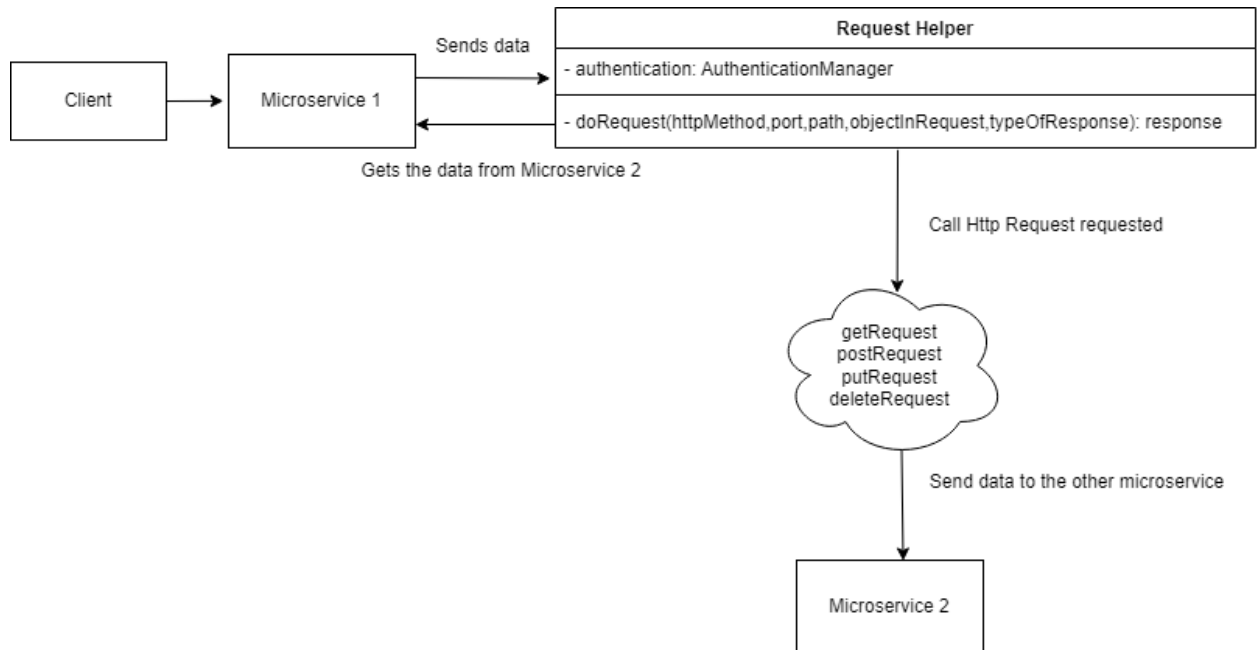 Request Helper
Sends data
- authentication: AuthenticationManager
Client
Microservice 1
- doRequest(httpMethod,port,path,objectInRequest,typeOfResponse): response
Gets the data from Microservice 2
Call Http Request requested
getRequest
postRequest
putRequest
deleteRequest
Send data to the other microservice
Microservice 2